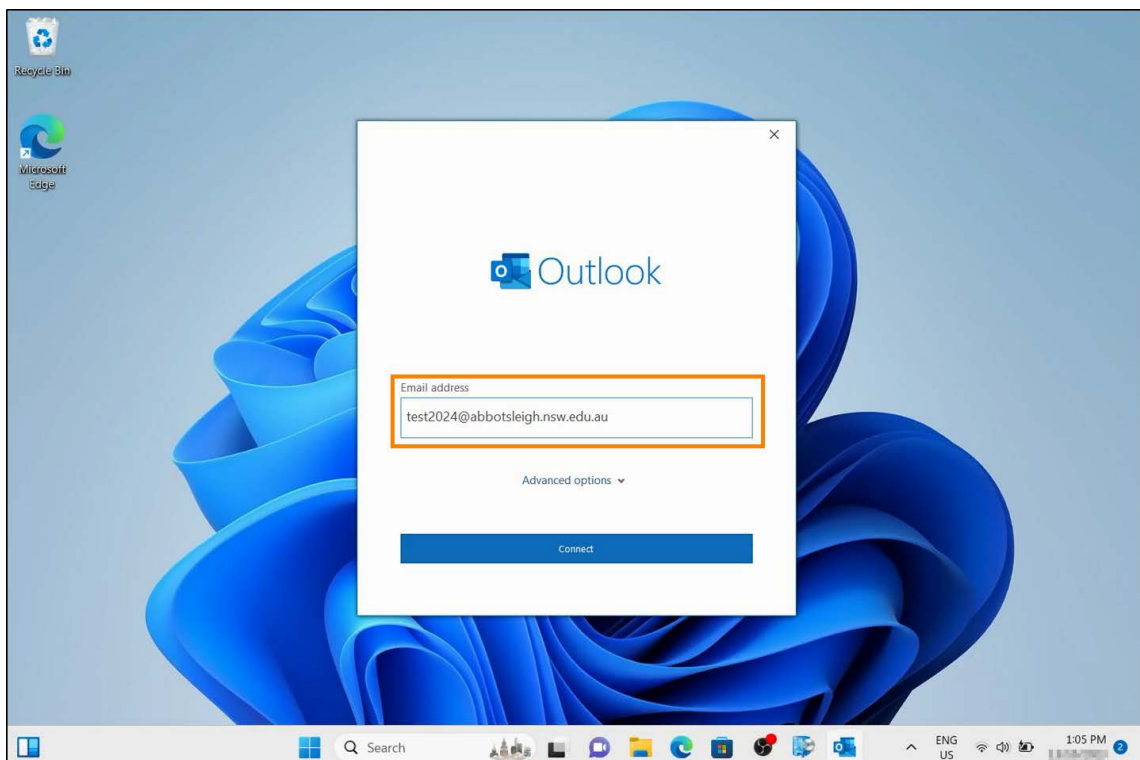 Recycle Bin
Microsoft
Edge
Outlook
Email address
test2024@abbotsleigh.nsw.edu.au
Advanced options
Connect
Search
ENG
US
1:05 PM
2